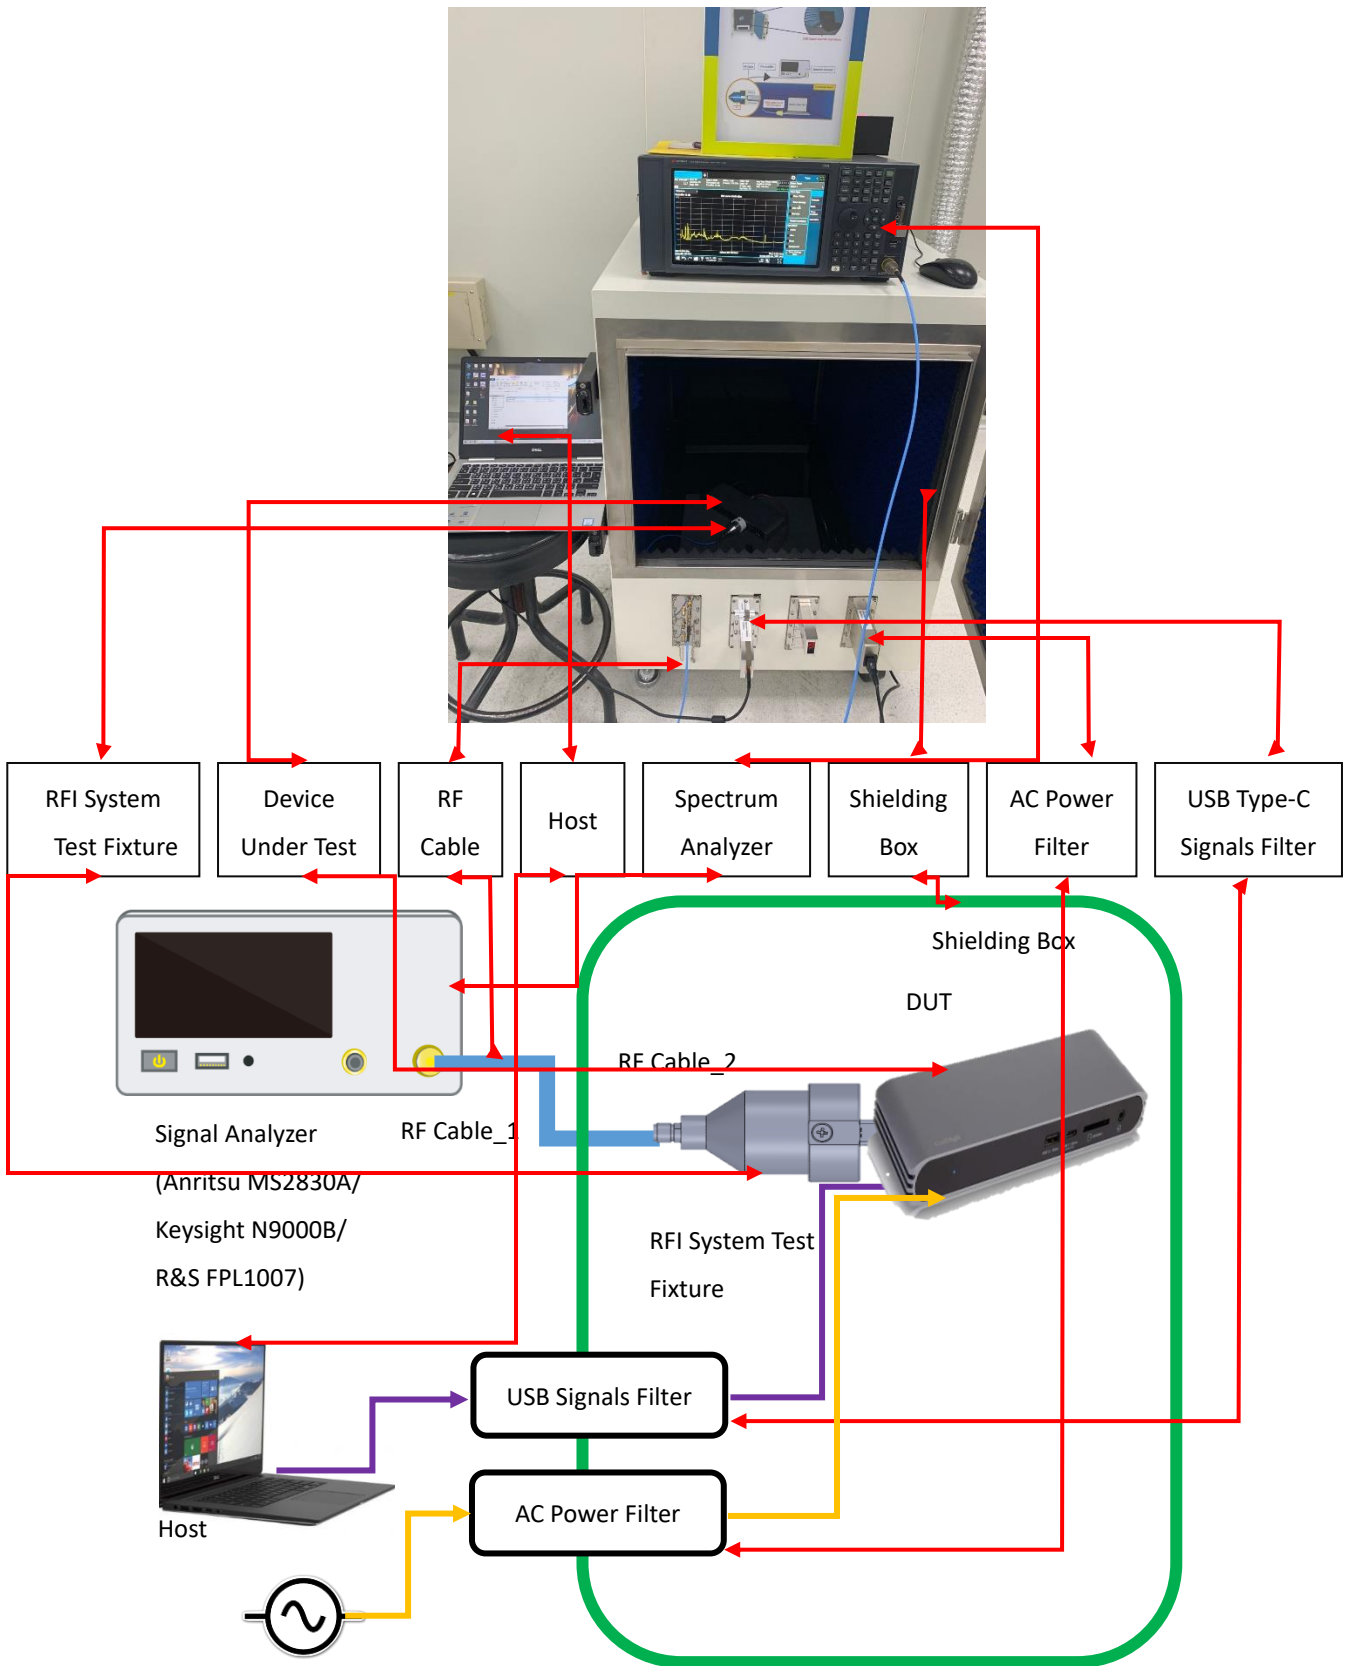 DELL
RFI System
Test Fixture
Device
Under Test
RF
Cable
Host
Spectrum
Analyzer
Shielding
Box
AC Power
Filter
USB Type-C
Signals Filter
Shielding Box
DUT
RF Cable_2
RF Cable_1
Signal Analyzer
(Anritsu MS2830A/
Keysight N9000B/
R&S FPL1007)
RFI System Test
Fixture
USB Signals Filter
AC Power Filter
Host